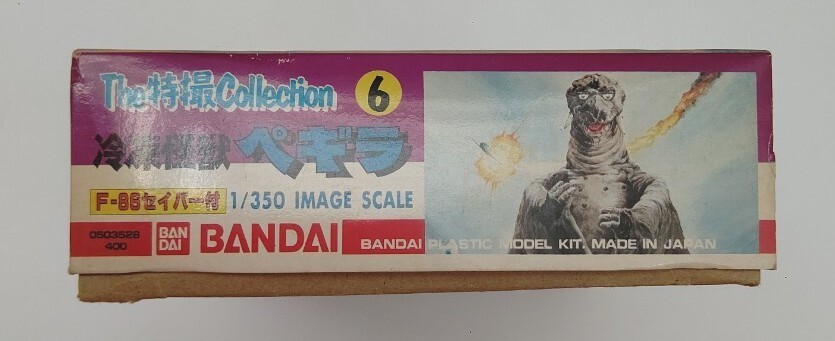 The特撮Collection 6
冷凍怪獣 ペギラ
F-86セイバー付 1/350 IMAGE SCALE
0503528
400
BAN
DAI
BANDAI
BANDAI PLASTIC MODEL KIT. MADE IN JAPAN